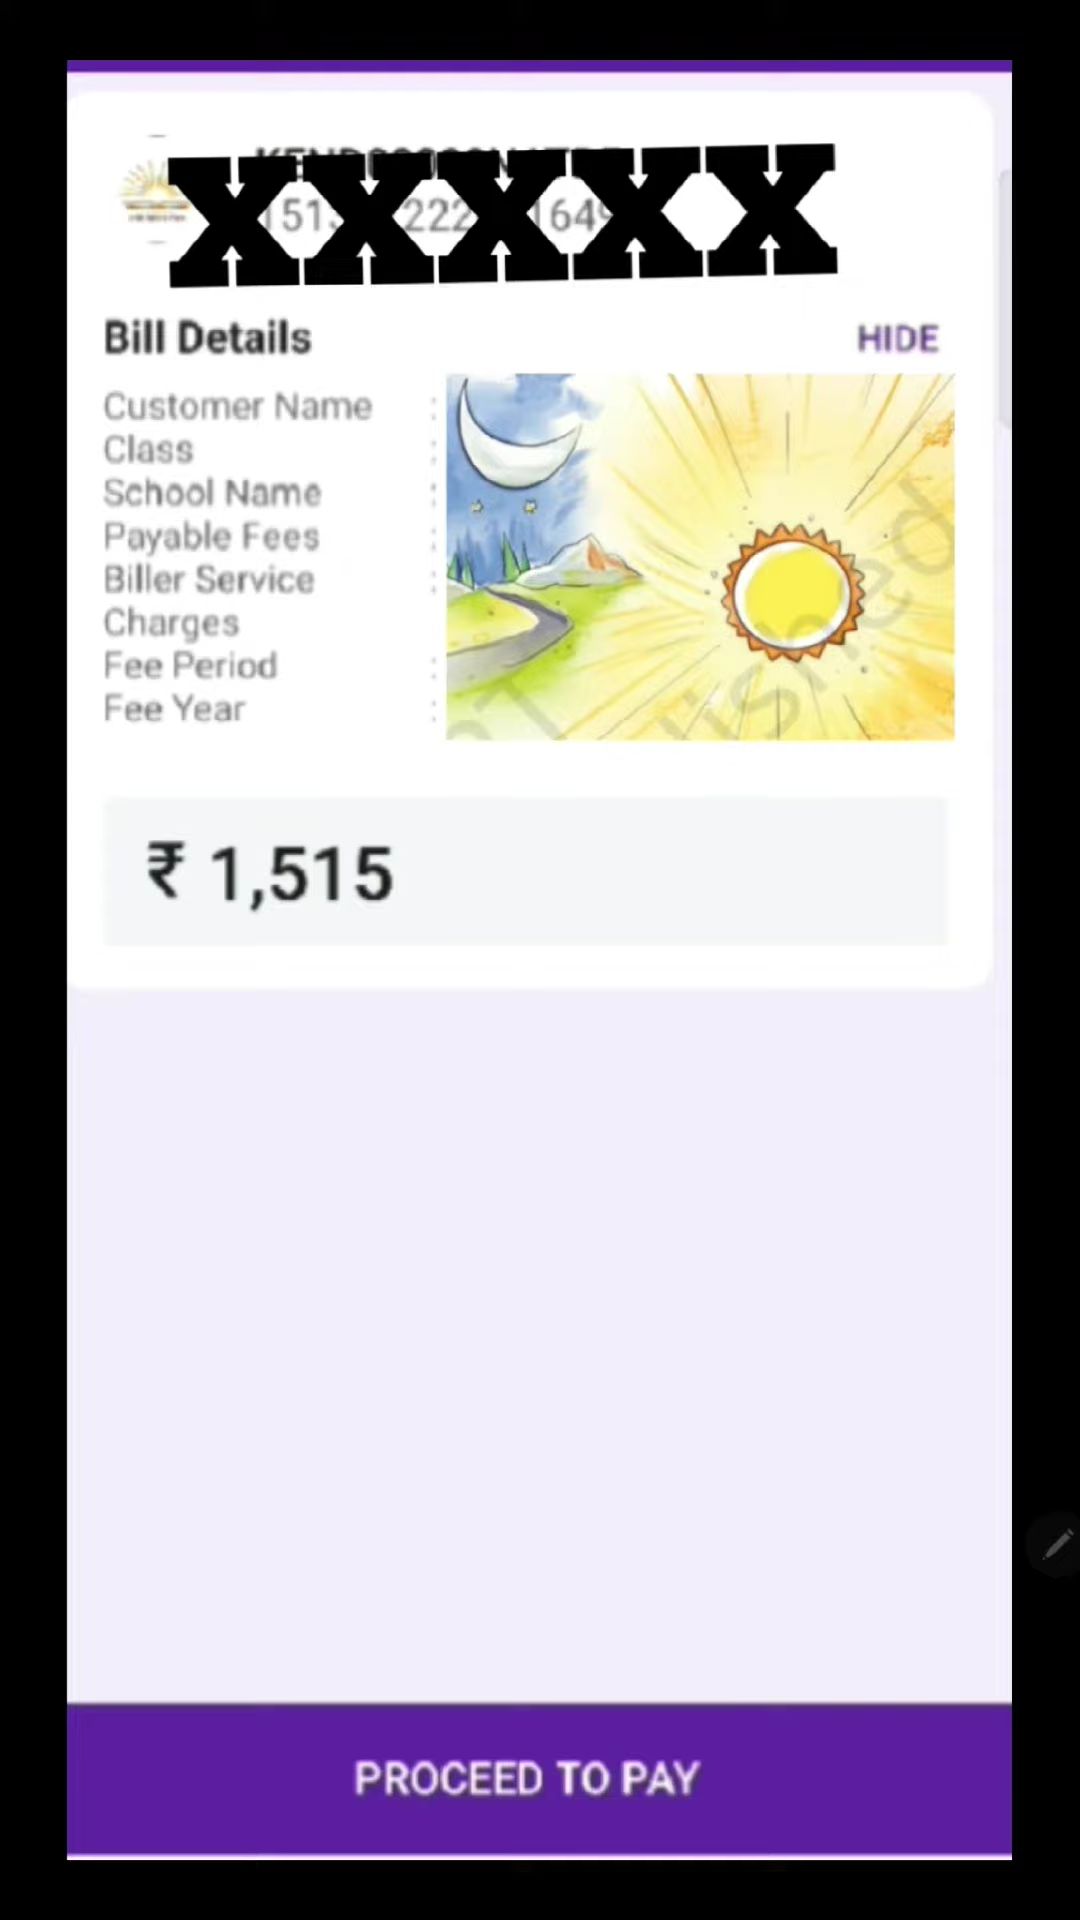 XXXXX
Bill Details
HIDE
Customer Name :
Class :
School Name :
Payable Fees :
Biller Service :
Charges
Fee Period :
Fee Year :
₹ 1,515
PROCEED TO PAY